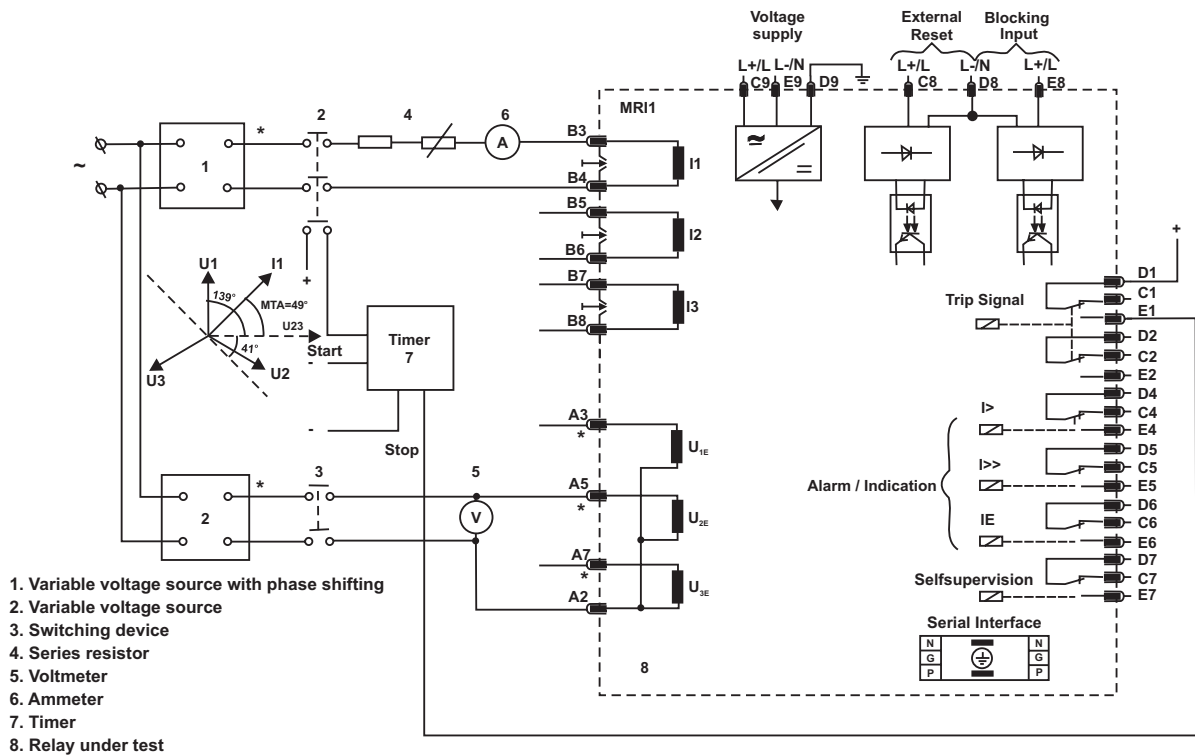 Voltage
supply
External
Reset
Blocking
Input
L+/L L-/N
L+/L L-/N L+/L
C9 E9 D9 C8 D8 E8
MRI1
2 4 6
*
~
1
A
B3
I1
B4
B5
I2
B6
B7
I3
B8
≂
=
+
+
U1 I1
139°
MTA=49°
U23
41°
U2
U3
Start
-
-
Stop
Timer
7
Trip Signal
D1
C1
E1
D2
C2
E2
D4
C4
E4
D5
C5
E5
D6
C6
E6
D7
C7
E7
I>
I>>
IE
Alarm / Indication
Selfsupervision
Serial Interface
N N
G G
P P
A3
*
U1E
3 5
*
2
V
A5
*
U2E
A7
*
U3E
A2
8
1. Variable voltage source with phase shifting
2. Variable voltage source
3. Switching device
4. Series resistor
5. Voltmeter
6. Ammeter
7. Timer
8. Relay under test